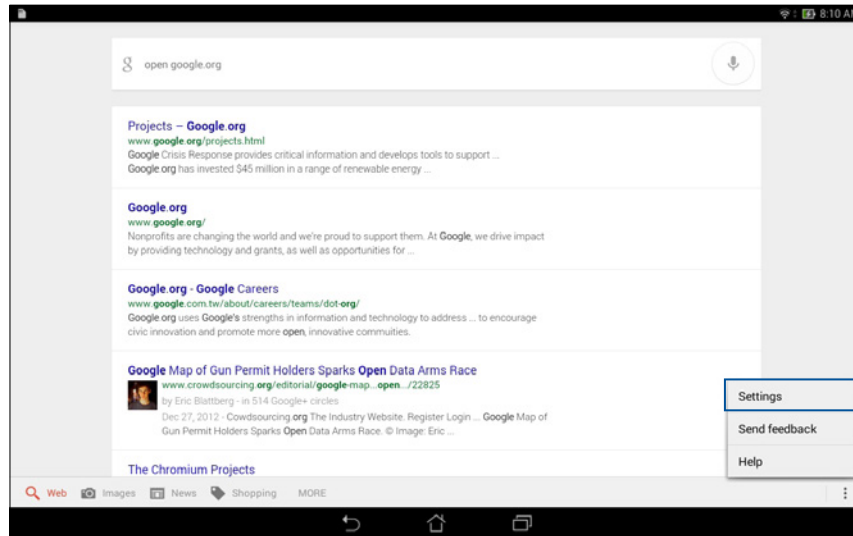 8:10 AM
g open google.org
Projects – Google.org
www.google.org/projects.html
Google Crisis Response provides critical information and develops tools to support ...
Google.org has invested $45 million in a range of renewable energy ...
Google.org
www.google.org/
Nonprofits are changing the world and we're proud to support them. At Google, we drive impact
by providing technology and grants, as well as opportunities for ...
Google.org - Google Careers
www.google.com.tw/about/careers/teams/dot-org/
Google.org uses Google's strengths in information and technology to address ... to encourage
civic innovation and promote more open, innovative commuities.
Google Map of Gun Permit Holders Sparks Open Data Arms Race
www.crowdsourcing.org/editorial/google-map...open.../22825
by Eric Blattberg - in 514 Google+ circles
Dec 27, 2012 - Cowdsourcing.org The Industry Website. Register Login ... Google Map of
Gun Permit Holders Sparks Open Data Arms Race. © Image: Eric ...
The Chromium Projects
Settings
Send feedback
Help
Web Images News Shopping MORE